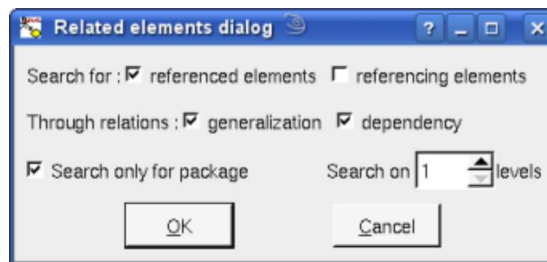 Related elements dialog
Search for : referenced elements referencing elements
Through relations : generalization dependency
Search only for package Search on 1 levels
OK Cancel